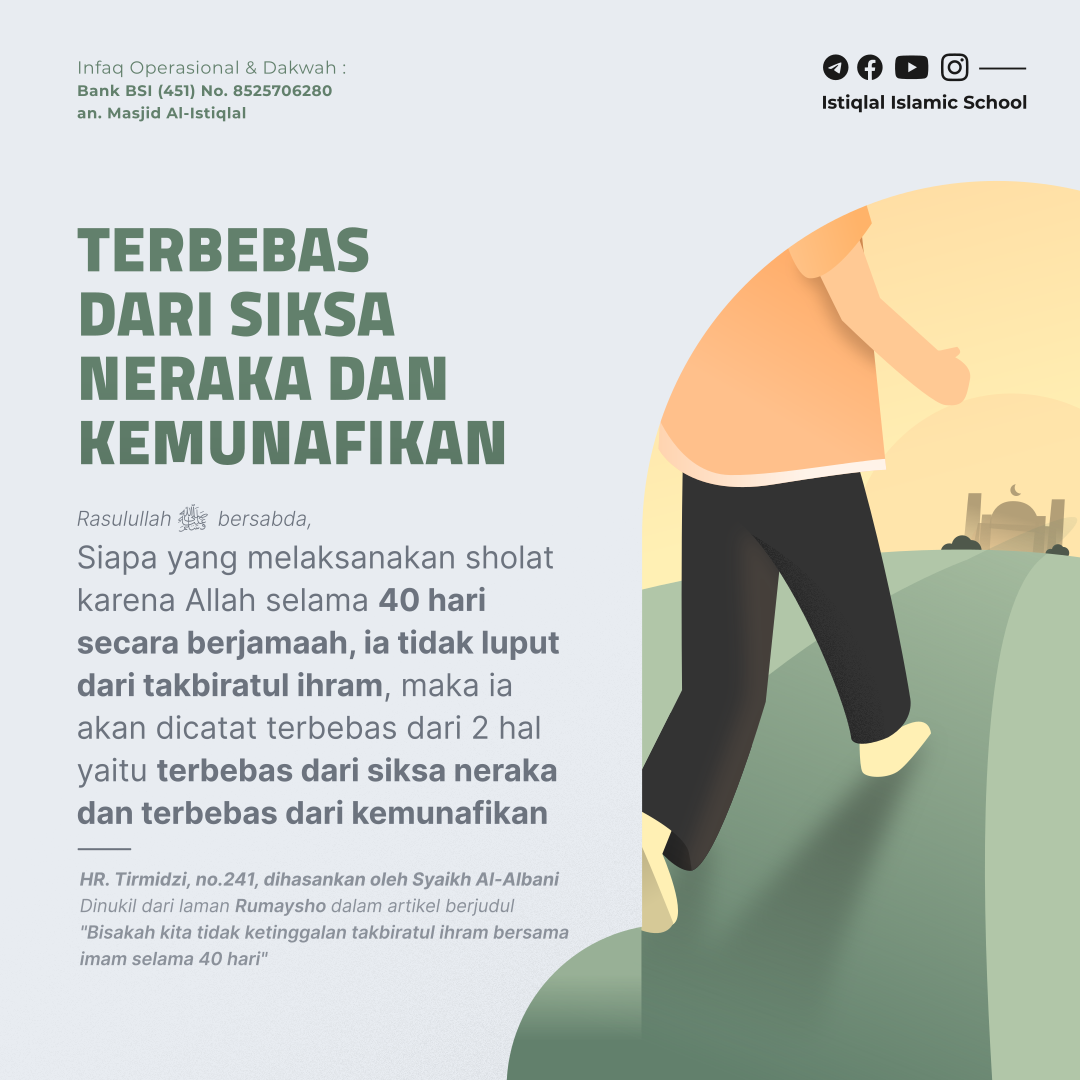 Infaq Operasional & Dakwah :
Bank BSI (451) No. 8525706280
an. Masjid Al-Istiqlal
Istiqlal Islamic School
TERBEBAS
DARI SIKSA
NERAKA DAN
KEMUNAFIKAN
Rasulullah ﷺ bersabda,
Siapa yang melaksanakan sholat
karena Allah selama 40 hari
secara berjamaah, ia tidak luput
dari takbiratul ihram, maka ia
akan dicatat terbebas dari 2 hal
yaitu terbebas dari siksa neraka
dan terbebas dari kemunafikan
HR. Tirmidzi, no.241, dihasankan oleh Syaikh Al-Albani
Dinukil dari laman Rumaysho dalam artikel berjudul
"Bisakah kita tidak ketinggalan takbiratul ihram bersama
imam selama 40 hari"